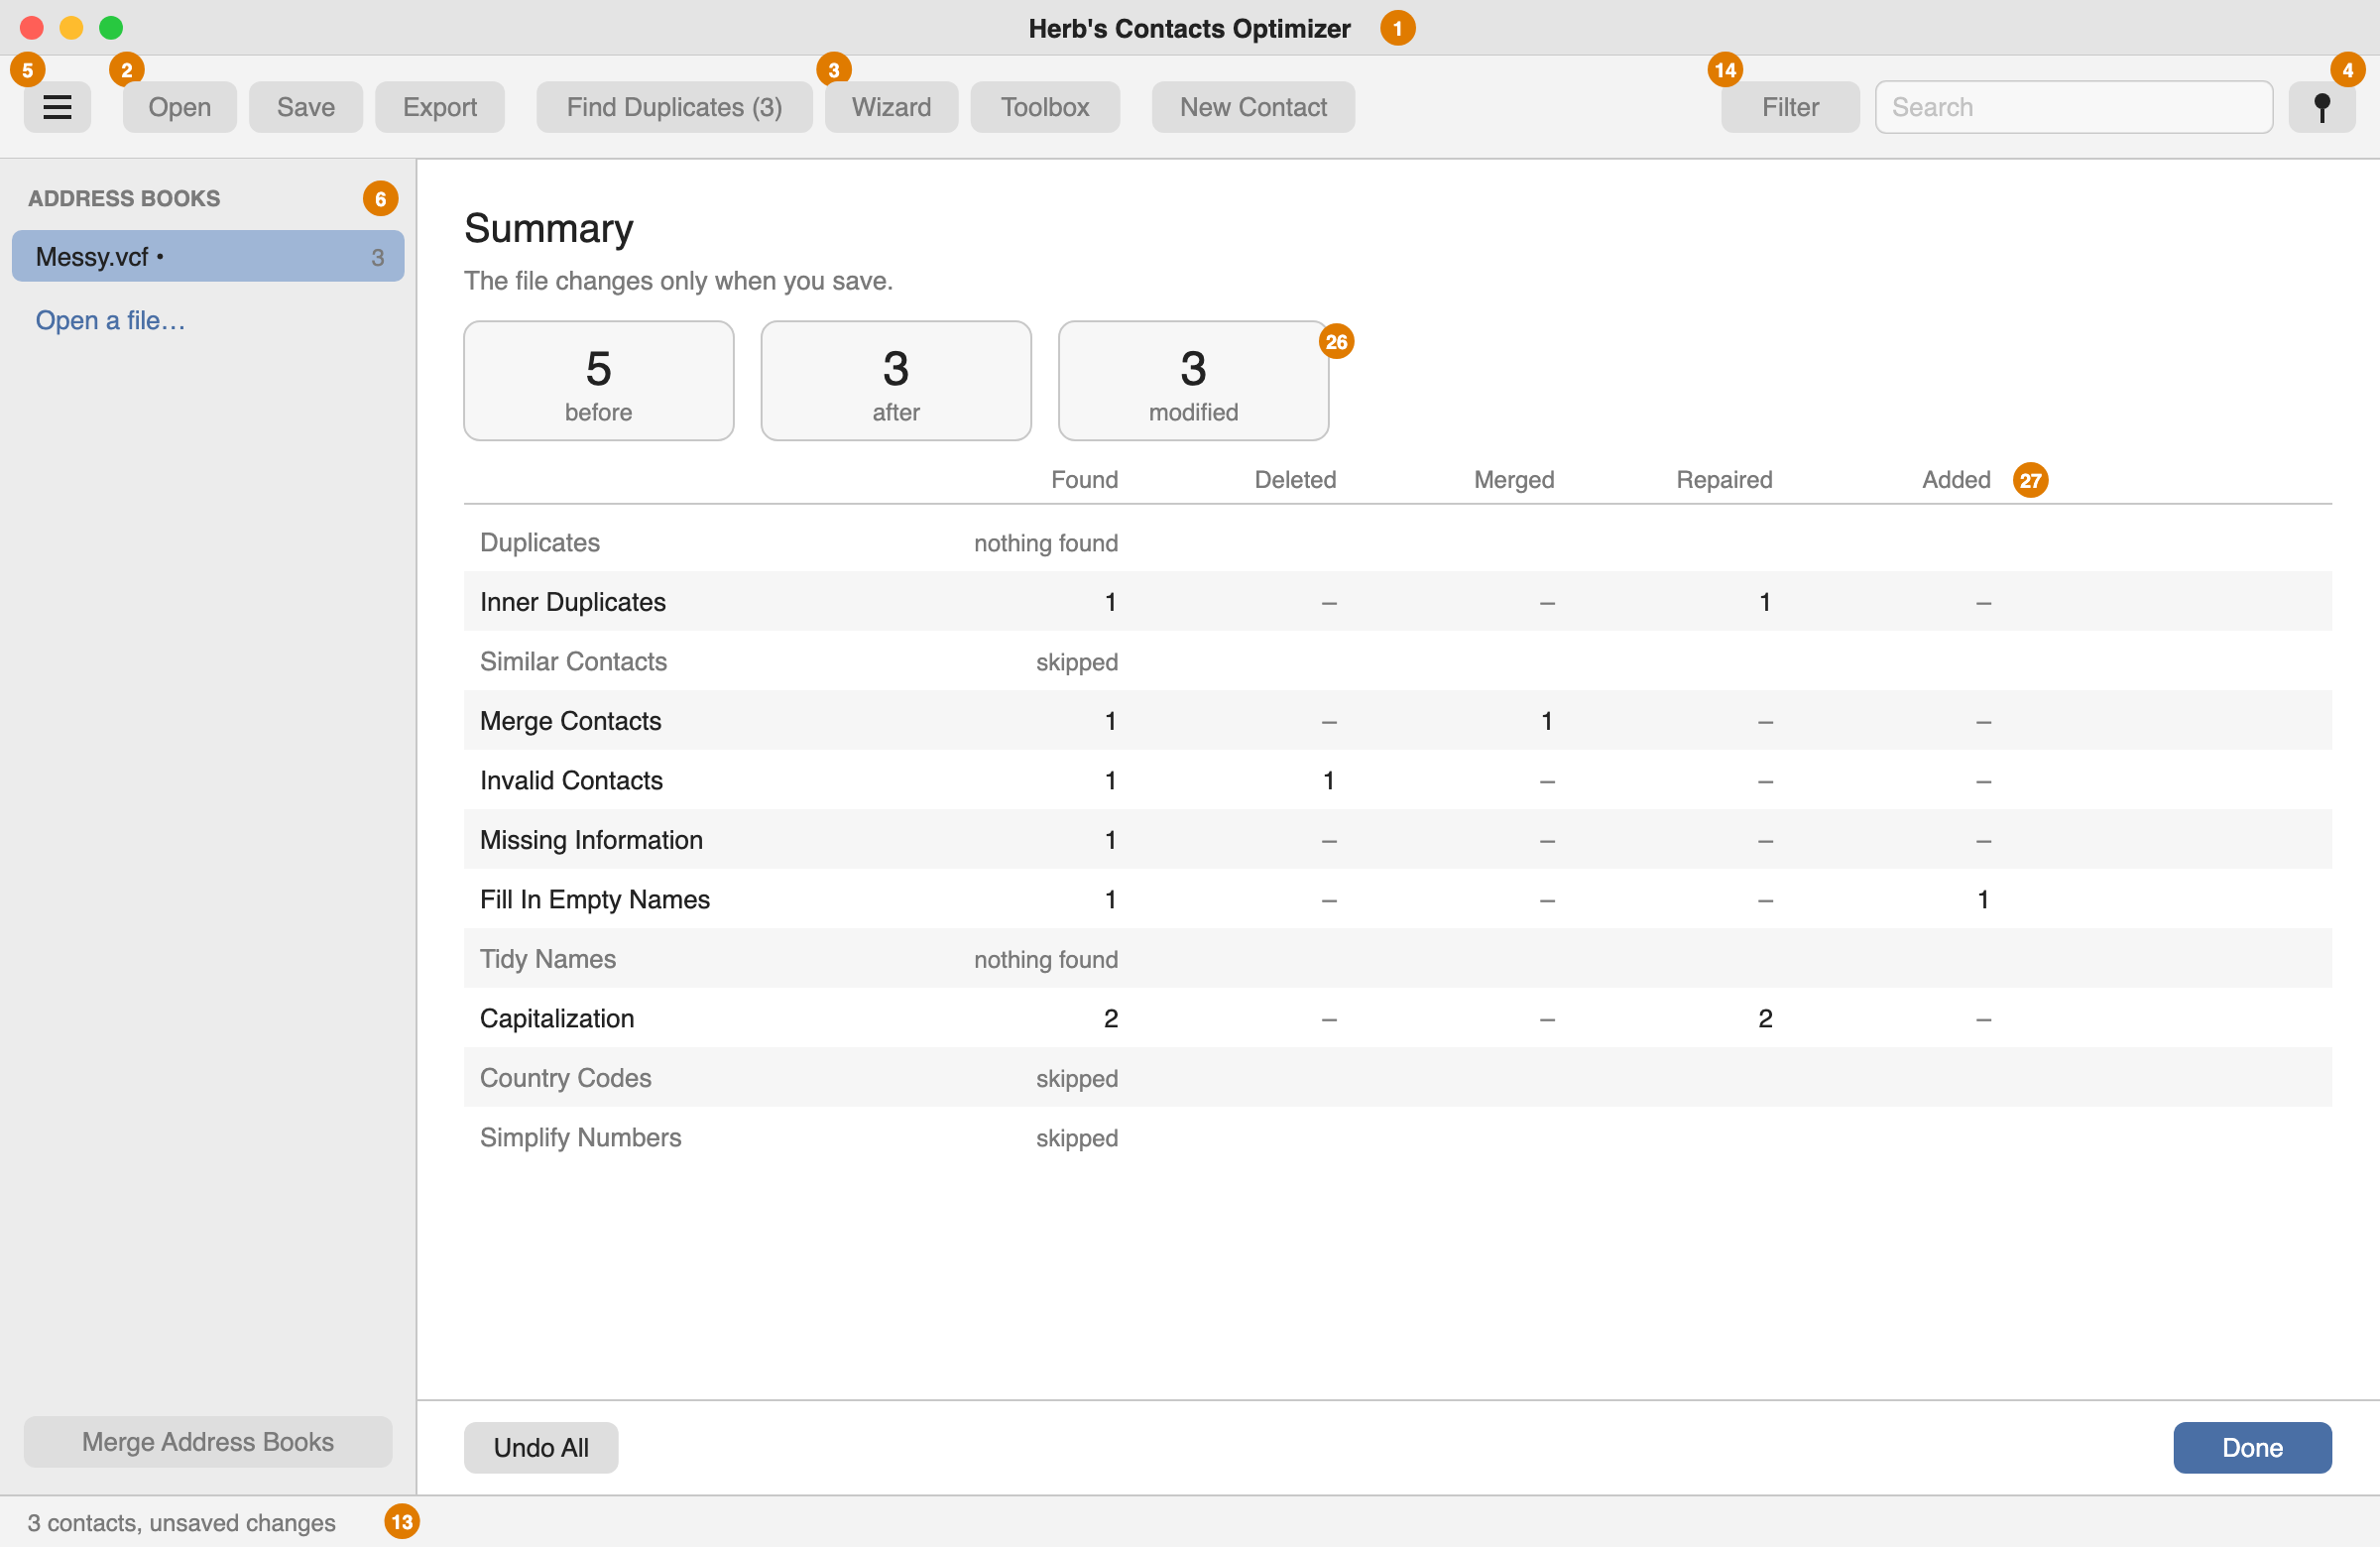 Herb's Contacts Optimizer 1
5 2 3 14 4
Open Save Export Find Duplicates (3) Wizard Toolbox New Contact Filter Search
ADDRESS BOOKS 6
Messy.vcf • 3
Open a file…
Summary
The file changes only when you save.
5 3 3 26
before after modified
Found Deleted Merged Repaired Added 27
Duplicates nothing found
Inner Duplicates 1 – – 1 –
Similar Contacts skipped
Merge Contacts 1 – 1 – –
Invalid Contacts 1 1 – – –
Missing Information 1 – – – –
Fill In Empty Names 1 – – – 1
Tidy Names nothing found
Capitalization 2 – – 2 –
Country Codes skipped
Simplify Numbers skipped
Merge Address Books Undo All Done
3 contacts, unsaved changes 13